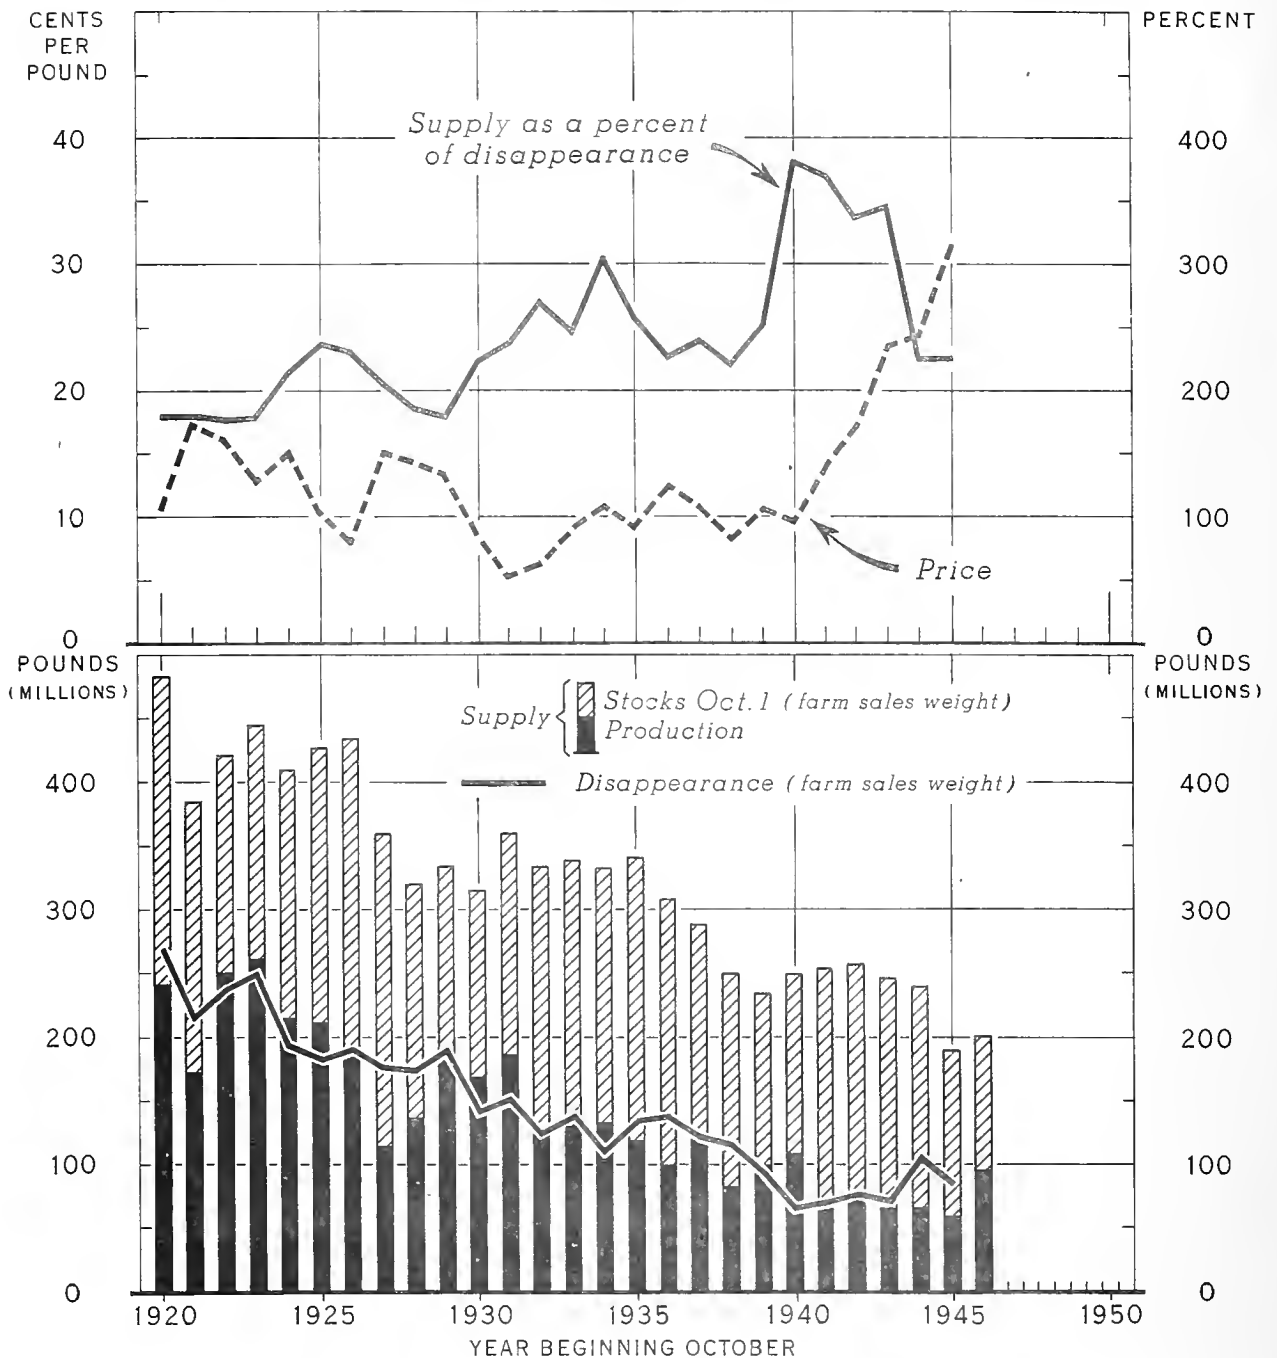 CENTS
PER
POUND
PERCENT
40
30
20
10
0
400
300
200
100
0
Supply as a percent
of disappearance
Price
POUNDS
(MILLIONS)
POUNDS
(MILLIONS)
Supply
Stocks Oct. 1 (farm sales weight)
Production
Disappearance (farm sales weight)
400
300
200
100
0
400
300
200
100
0
1920
1925
1930
1935
1940
1945
1950
YEAR BEGINNING OCTOBER